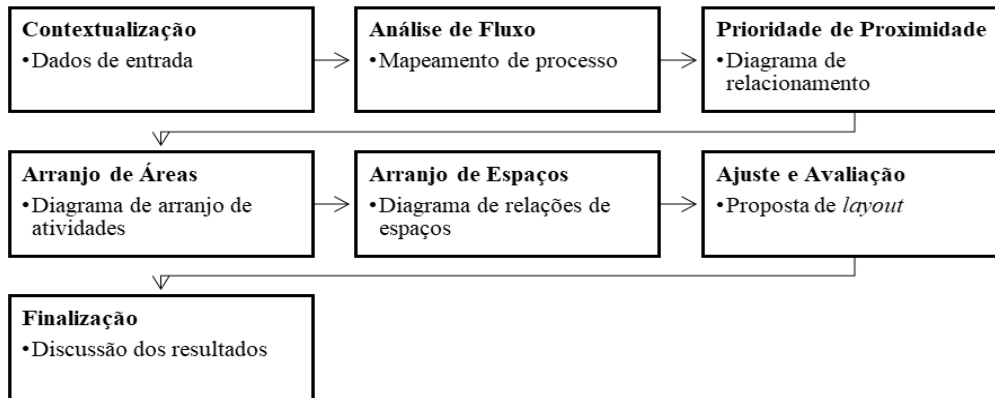 Contextualização
•Dados de entrada
Análise de Fluxo
•Mapeamento de processo
Prioridade de Proximidade
•Diagrama de
relacionamento
Arranjo de Áreas
•Diagrama de arranjo de
atividades
Arranjo de Espaços
•Diagrama de relações de
espaços
Ajuste e Avaliação
•Proposta de layout
Finalização
•Discussão dos resultados